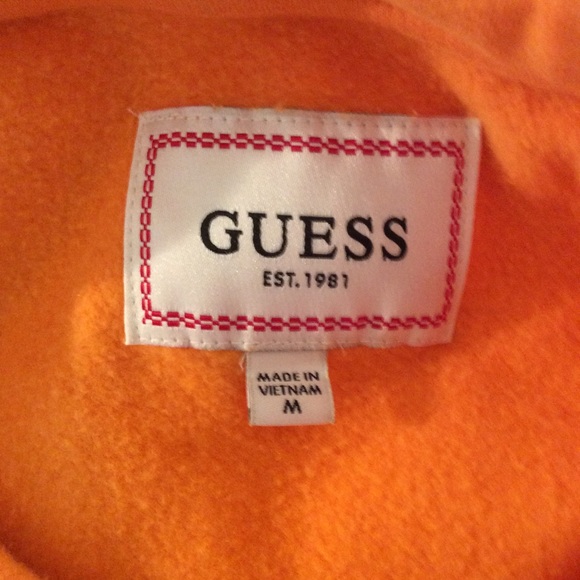 GUESS
EST. 1981
MADE IN
VIETNAM
M